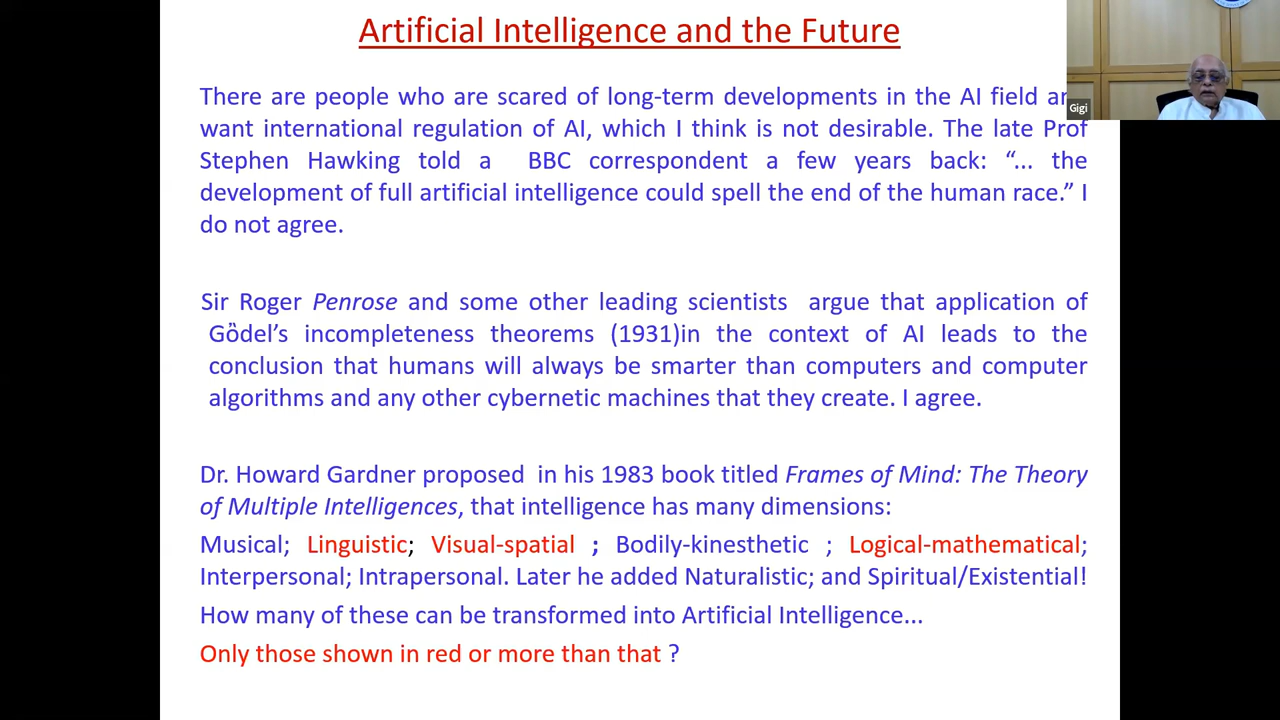 Artificial Intelligence and the Future
There are people who are scared of long-term developments in the AI field
want international regulation of AI, which I think is not desirable. The late Prof
Stephen Hawking told a BBC correspondent a few years back: “... the
development of full artificial intelligence could spell the end of the human race.” I
do not agree.
Sir Roger Penrose and some other leading scientists argue that application of
Gödel’s incompleteness theorems (1931)in the context of AI leads to the
conclusion that humans will always be smarter than computers and computer
algorithms and any other cybernetic machines that they create. I agree.
Dr. Howard Gardner proposed in his 1983 book titled Frames of Mind: The Theory
of Multiple Intelligences, that intelligence has many dimensions:
Musical; Linguistic; Visual-spatial ; Bodily-kinesthetic ; Logical-mathematical;
Interpersonal; Intrapersonal. Later he added Naturalistic; and Spiritual/Existential!
How many of these can be transformed into Artificial Intelligence...
Only those shown in red or more than that ?
Gigi